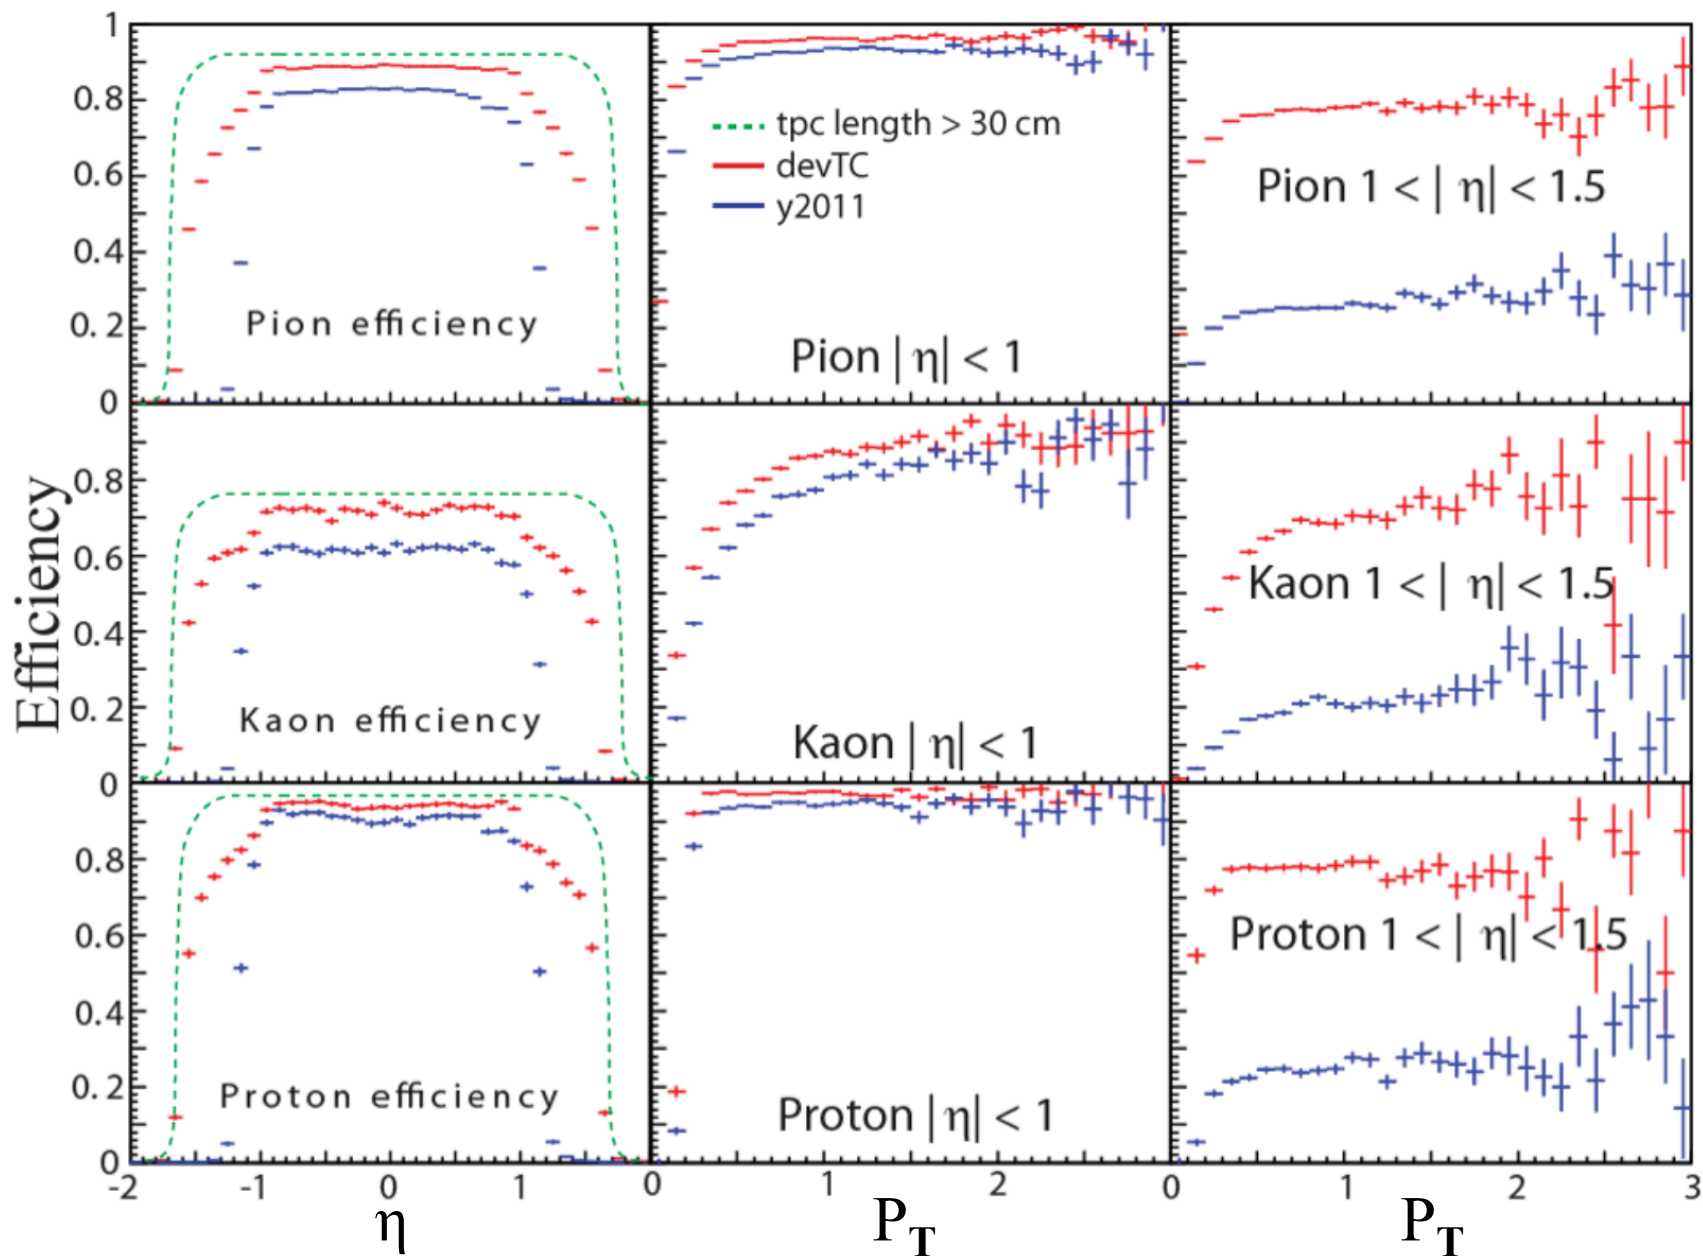 1
0.8
0.6
0.4
0.2
0
Pion efficiency
tpc length > 30 cm
devTC
y2011
Pion | η| < 1
Pion 1 < | η| < 1.5
Efficiency
0.8
0.6
0.4
0.2
0
Kaon efficiency
Kaon | η| < 1
Kaon 1 < | η| < 1.5
0.8
0.6
0.4
0.2
0
Proton efficiency
Proton | η| < 1
Proton 1 < | η| < 1.5
-2 -1 0 1 0 1 2 0 1 2 3
η P_T P_T